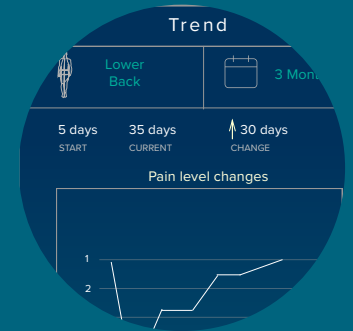 Trend
Lower
Back
3 Mon
5 days 35 days 30 days
START CURRENT CHANGE
Pain level changes
1
2